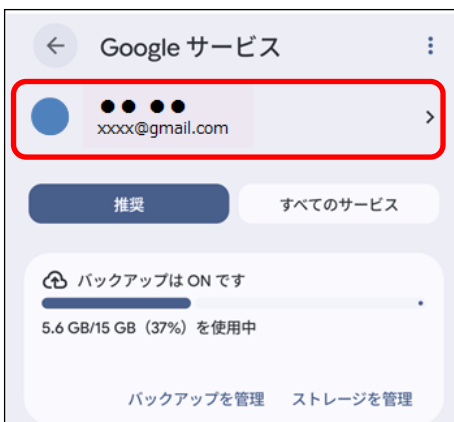 Google サービス
●● ●●
xxxx@gmail.com
推奨
すべてのサービス
バックアップは ON です
5.6 GB/15 GB（37%）を使用中
バックアップを管理 ストレージを管理